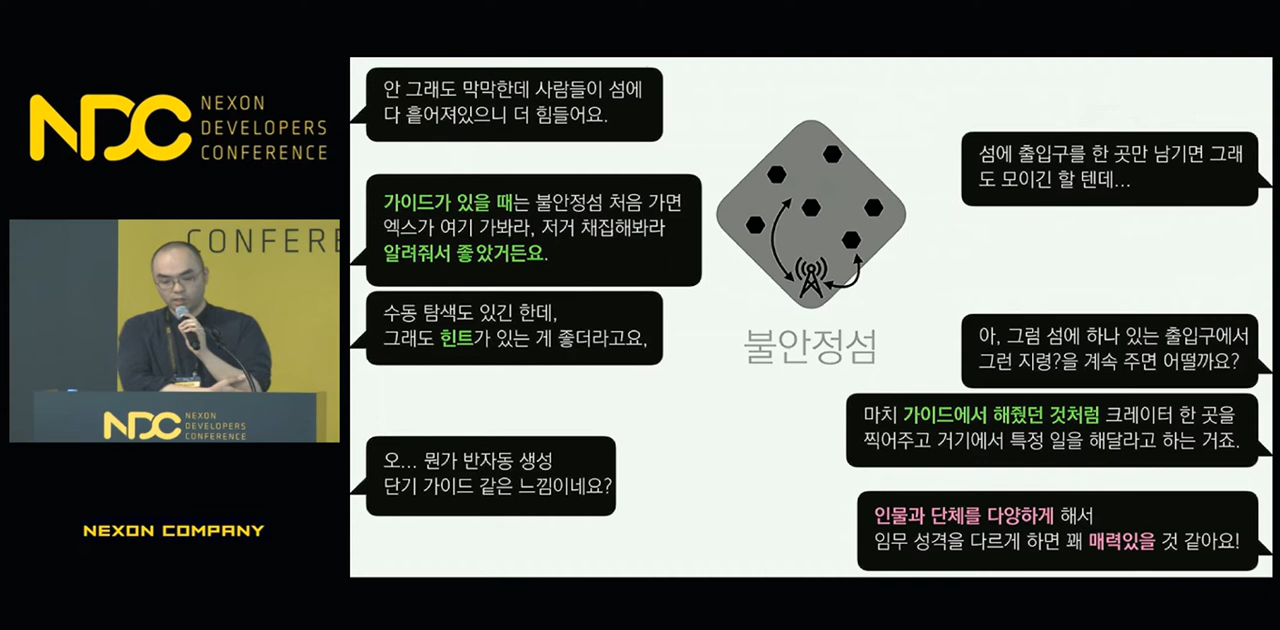 NDC
NEXON
DEVELOPERS
CONFERENCE
CONFERE
NDC
NEXON
DEVELOPERS
CONFERENCE
NEXON COMPANY
안 그래도 막막한데 사람들이 섬에
다 흩어져있으니 더 힘들어요.
섬에 출입구를 한 곳만 남기면 그래
도 모이긴 할 텐데...
가이드가 있을 때는 불안정섬 처음 가면
엑스가 여기 가봐라, 저거 채집해봐라
알려줘서 좋았거든요.
수동 탐색도 있긴 한데,
그래도 힌트가 있는 게 좋더라고요,
불안정섬
아, 그럼 섬에 하나 있는 출입구에서
그런 지령?을 계속 주면 어떨까요?
마치 가이드에서 해줬던 것처럼 크레이터 한 곳을
찍어주고 거기에서 특정 일을 해달라고 하는 거죠.
오... 뭔가 반자동 생성
단기 가이드 같은 느낌이네요?
인물과 단체를 다양하게 해서
임무 성격을 다르게 하면 꽤 매력있을 것 같아요!